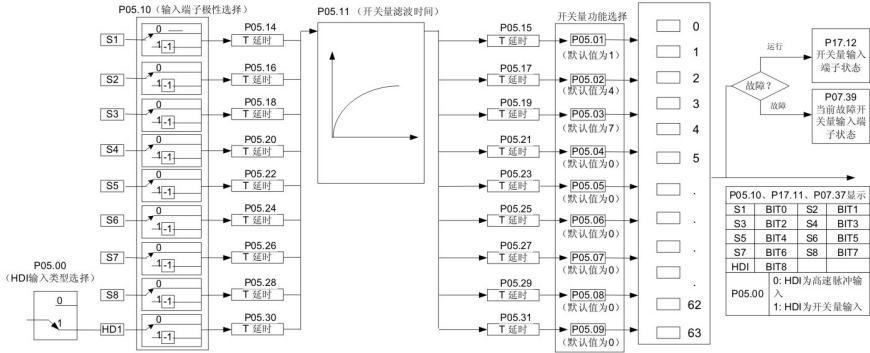 P05.10（输入端子极性选择）
P05.00
（HDI输入类型选择）
0
1
S1
0
1
-1
P05.14
T 延时
S2
0
1
-1
P05.16
T 延时
S3
0
1
-1
P05.18
T 延时
S4
0
1
-1
P05.20
T 延时
S5
0
1
-1
P05.22
T 延时
S6
0
1
-1
P05.24
T 延时
S7
0
1
-1
P05.26
T 延时
S8
0
1
-1
P05.28
T 延时
HD1
0
1
-1
P05.30
T 延时
P05.11 （开关量滤波时间）
开关量功能选择
P05.15
T 延时
P05.01
（默认值为1）
P05.17
T 延时
P05.02
（默认值为4）
P05.19
T 延时
P05.03
（默认值为7）
P05.21
T 延时
P05.04
（默认值为0）
P05.23
T 延时
P05.05
（默认值为0）
P05.25
T 延时
P05.06
（默认值为0）
P05.27
T 延时
P05.07
（默认值为0）
P05.29
T 延时
P05.08
（默认值为0）
P05.31
T 延时
P05.09
（默认值为0）
0
1
2
3
4
5
.
.
.
.
62
63
故障？
运行
故障
P17.12
开关量输入
端子状态
P07.39
当前故障开
关量输入端
子状态
P05.10、P17.11、P07.37显示
S1 BIT0 S2 BIT1
S3 BIT2 S4 BIT3
S5 BIT4 S6 BIT5
S7 BIT6 S8 BIT7
HDI BIT8
P05.00
0: HDI为高速脉冲输
入
1: HDI为开关量输入